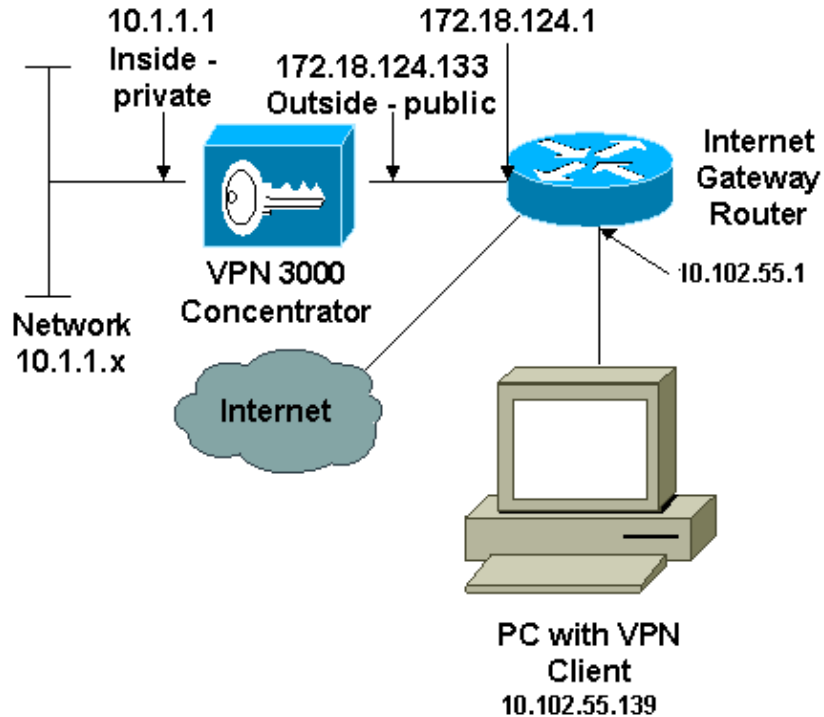 10.1.1.1
Inside -
private
172.18.124.133
Outside - public
172.18.124.1
Internet
Gateway
Router
10.102.55.1
VPN 3000
Concentrator
Network
10.1.1.x
Internet
PC with VPN
Client
10.102.55.139